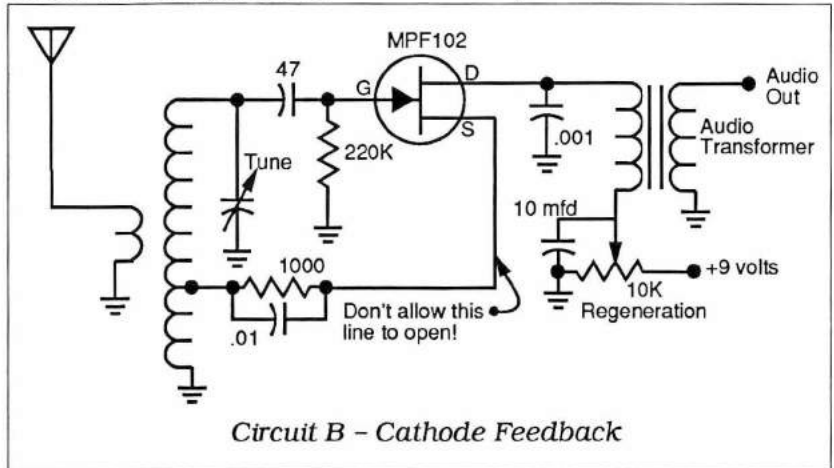 MPF102
47
G
D
S
Audio
Out
.001
Audio
Transformer
220K
Tune
10 mfd
1000
+9 volts
10K
Regeneration
Don't allow this
line to open!
.01
Circuit B – Cathode Feedback